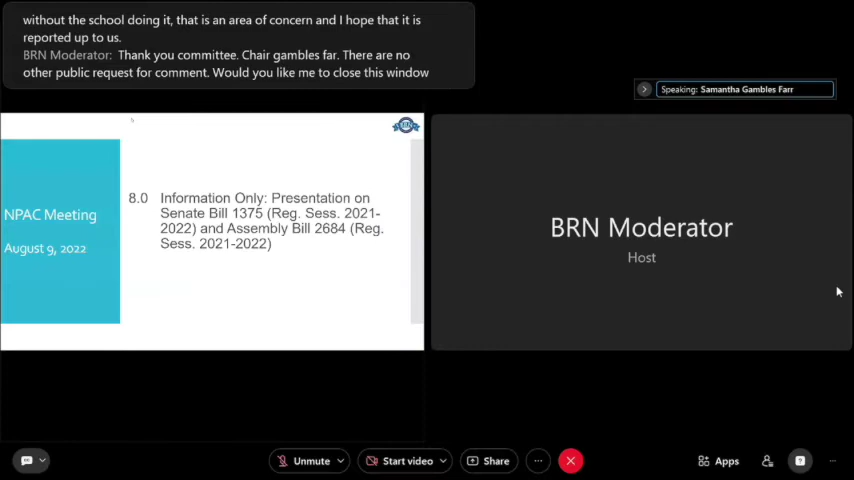 without the school doing it, that is an area of concern and I hope that it is
reported up to us.
BRN Moderator: Thank you committee. Chair gambles far. There are no
other public request for comment. Would you like me to close this window
Speaking: Samantha Gambles Farr
NPAC Meeting
August 9, 2022
8.0 Information Only: Presentation on
Senate Bill 1375 (Reg. Sess. 2021-
2022) and Assembly Bill 2684 (Reg.
Sess. 2021-2022)
BRN Moderator
Host
Unmute
Start video
Share
Apps